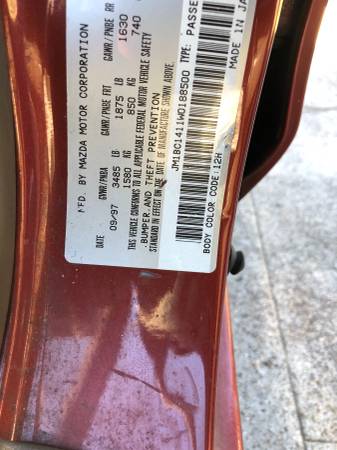 MFD. BY MAZDA MOTOR CORPORATION
DATE GVWR/PNBA GAWR/PNBE FRT GAWR/PNBE RR
09/97 3485 LB 1875 LB 1630
1580 KG 850 KG 740
THIS VEHICLE CONFORMS TO ALL APPLICABLE FEDERAL MOTOR VEHICLE SAFETY
BUMPER AND THEFT PREVENTION
STANDARD IN EFFECT ON THE DATE OF MANUFACTURE SHOWN ABOVE.
JM1BC1411W0188500 TYPE: PASSE
BODY COLOR CODE: 12H MADE IN JA